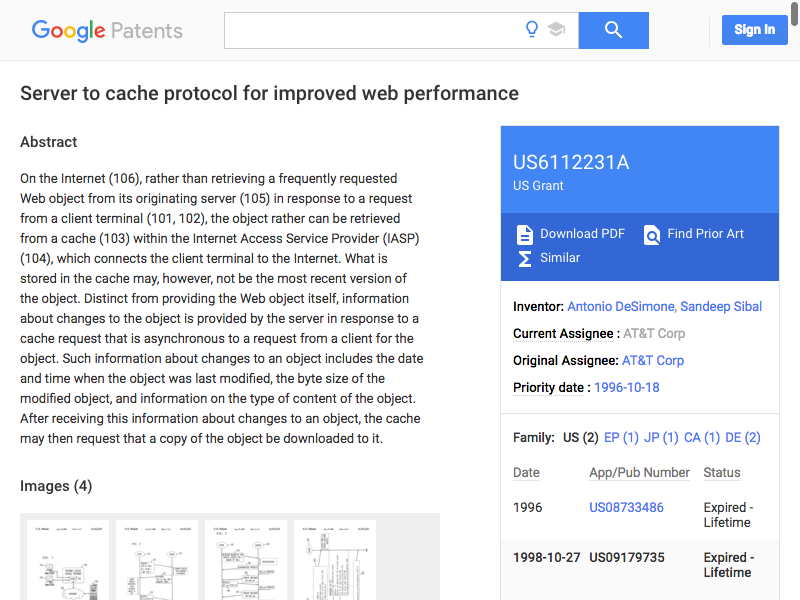 Google Patents
Sign In
Server to cache protocol for improved web performance
Abstract
On the Internet (106), rather than retrieving a frequently requested
Web object from its originating server (105) in response to a request
from a client terminal (101, 102), the object rather can be retrieved
from a cache (103) within the Internet Access Service Provider (IASP)
(104), which connects the client terminal to the Internet. What is
stored in the cache may, however, not be the most recent version of
the object. Distinct from providing the Web object itself, information
about changes to the object is provided by the server in response to a
cache request that is asynchronous to a request from a client for the
object. Such information about changes to an object includes the date
and time when the object was last modified, the byte size of the
modified object, and information on the type of content of the object.
After receiving this information about changes to an object, the cache
may then request that a copy of the object be downloaded to it.
Images (4)
US6112231A
US Grant
Download PDF Find Prior Art
Similar
Inventor: Antonio DeSimone, Sandeep Sibal
Current Assignee : AT&T Corp
Original Assignee: AT&T Corp
Priority date : 1996-10-18
Family: US (2) EP (1) JP (1) CA (1) DE (2)
Date App/Pub Number Status
1996 US08733486 Expired -
Lifetime
1998-10-27 US09179735 Expired -
Lifetime